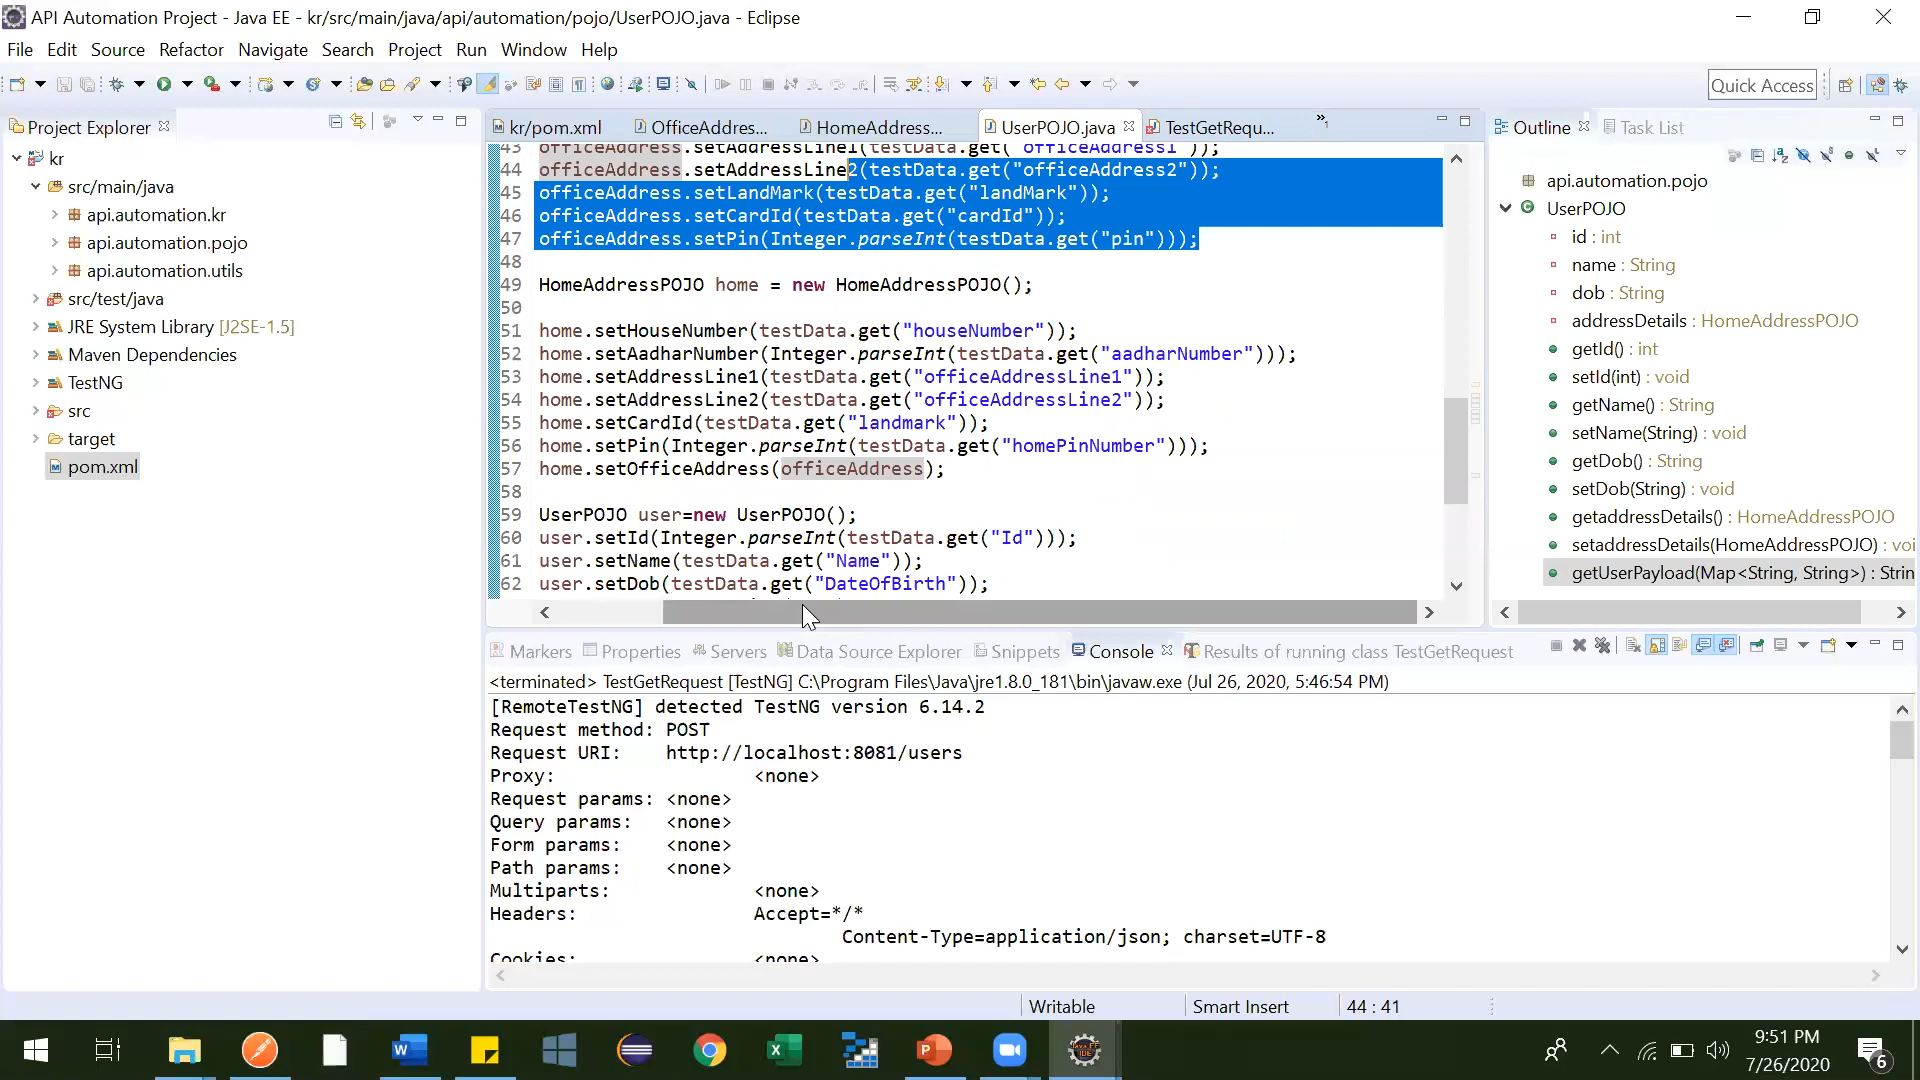 API Automation Project - Java EE - kr/src/main/java/api/automation/pojo/UserPOJO.java - Eclipse
File Edit Source Refactor Navigate Search Project Run Window Help
Quick Access
Project Explorer
kr
src/main/java
api.automation.kr
api.automation.pojo
api.automation.utils
src/test/java
JRE System Library [J2SE-1.5]
Maven Dependencies
TestNG
src
target
pom.xml
kr/pom.xml OfficeAddres... HomeAddress... UserPOJO.java TestGetRequ... »1
43 officeAddress.setAddressLine1(testData.get("officeAddress1"));
44 officeAddress.setAddressLine2(testData.get("officeAddress2"));
45 officeAddress.setLandMark(testData.get("landMark"));
46 officeAddress.setCardId(testData.get("cardId"));
47 officeAddress.setPin(Integer.parseInt(testData.get("pin")));
48
49 HomeAddressPOJO home = new HomeAddressPOJO();
50
51 home.setHouseNumber(testData.get("houseNumber"));
52 home.setAadharNumber(Integer.parseInt(testData.get("aadharNumber")));
53 home.setAddressLine1(testData.get("officeAddressLine1"));
54 home.setAddressLine2(testData.get("officeAddressLine2"));
55 home.setCardId(testData.get("landmark"));
56 home.setPin(Integer.parseInt(testData.get("homePinNumber")));
57 home.setOfficeAddress(officeAddress);
58
59 UserPOJO user=new UserPOJO();
60 user.setId(Integer.parseInt(testData.get("Id")));
61 user.setName(testData.get("Name"));
62 user.setDob(testData.get("DateOfBirth"));
Outline Task List
api.automation.pojo
UserPOJO
id : int
name : String
dob : String
addressDetails : HomeAddressPOJO
getId() : int
setId(int) : void
getName() : String
setName(String) : void
getDob() : String
setDob(String) : void
getaddressDetails() : HomeAddressPOJO
setaddressDetails(HomeAddressPOJO) : voi
getUserPayload(Map<String, String>) : Strin
Markers Properties Servers Data Source Explorer Snippets Console Results of running class TestGetRequest
<terminated> TestGetRequest [TestNG] C:\Program Files\Java\jre1.8.0_181\bin\javaw.exe (Jul 26, 2020, 5:46:54 PM)
[RemoteTestNG] detected TestNG version 6.14.2
Request method: POST
Request URI: http://localhost:8081/users
Proxy: <none>
Request params: <none>
Query params: <none>
Form params: <none>
Path params: <none>
Multiparts: <none>
Headers: Accept=*/*
Content-Type=application/json; charset=UTF-8
Cookies: <none>
Writable Smart Insert 44 : 41
9:51 PM
7/26/2020
6